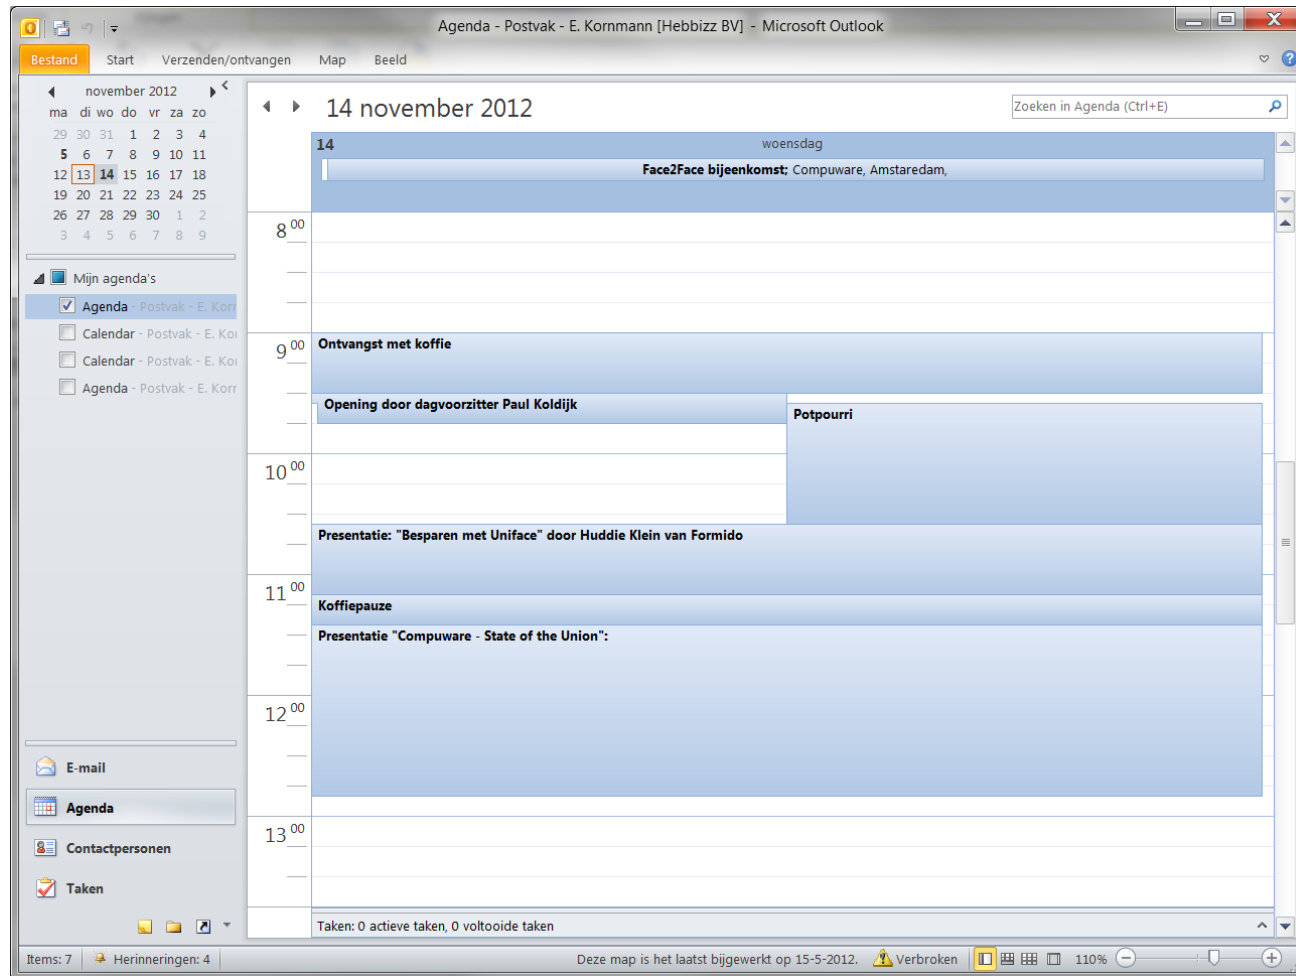 Agenda - Postvak - E. Kornmann [Hebbizz BV] - Microsoft Outlook
Bestand Start Verzenden/ontvangen Map Beeld
november 2012
ma di wo do vr za zo
29 30 31 1 2 3 4
5 6 7 8 9 10 11
12 13 14 15 16 17 18
19 20 21 22 23 24 25
26 27 28 29 30 1 2
3 4 5 6 7 8 9
Mijn agenda's
Agenda - Postvak - E. Korr
Calendar - Postvak - E. Ko
Calendar - Postvak - E. Ko
Agenda - Postvak - E. Korr
E-mail
Agenda
Contactpersonen
Taken
14 november 2012
Zoeken in Agenda (Ctrl+E)
14 woensdag
Face2Face bijeenkomst; Compuware, Amstaredam,
8 00
9 00 Ontvangst met koffie
Opening door dagvoorzitter Paul Koldijk
Potpourri
10 00
Presentatie: "Besparen met Uniface" door Huddie Klein van Formido
11 00
Koffiepauze
Presentatie "Compuware - State of the Union":
12 00
13 00
Taken: 0 actieve taken, 0 voltooide taken
Items: 7 Herinneringen: 4 Deze map is het laatst bijgewerkt op 15-5-2012. Verbroken 110%